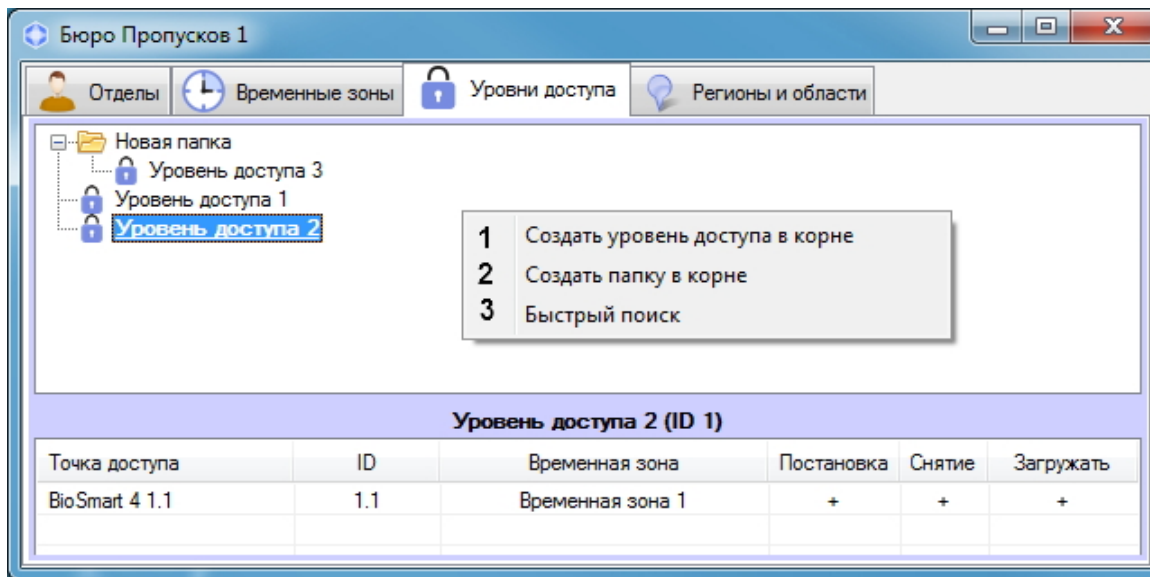 Бюро Пропусков 1
Отделы Временные зоны Уровни доступа Регионы и области
Новая папка
Уровень доступа 3
Уровень доступа 1
Уровень доступа 2
1 Создать уровень доступа в корне
2 Создать папку в корне
3 Быстрый поиск
Уровень доступа 2 (ID 1)
Точка доступа ID Временная зона Постановка Снятие Загружать
BioSmart 4 1.1 1.1 Временная зона 1 + + +